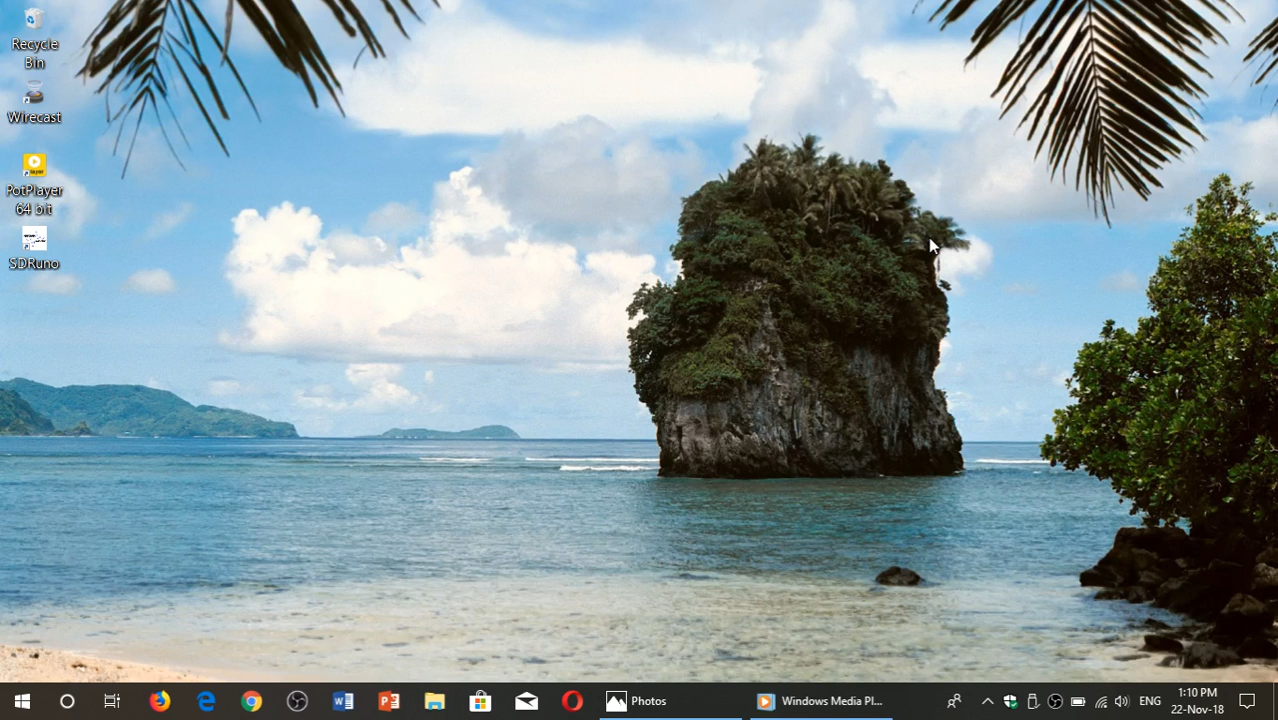 Recycle
Bin
Wirecast
PotPlayer
64 bit
SDRuno
Photos
Windows Media Pl...
ENG
1:10 PM
22-Nov-18